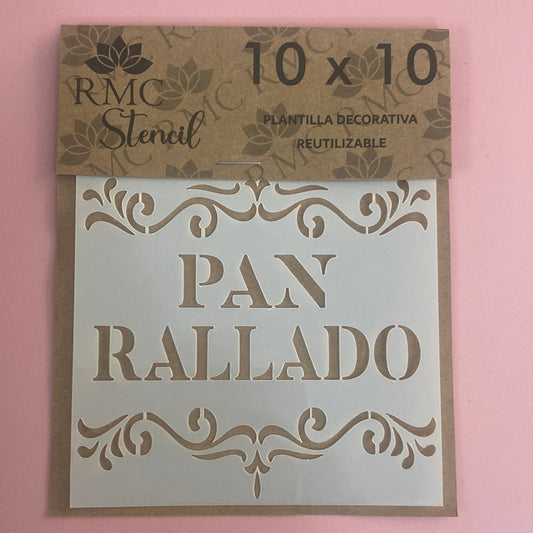 RMC
Stencil
10 x 10
PLANTILLA DECORATIVA
REUTILIZABLE
PAN
RALLADO